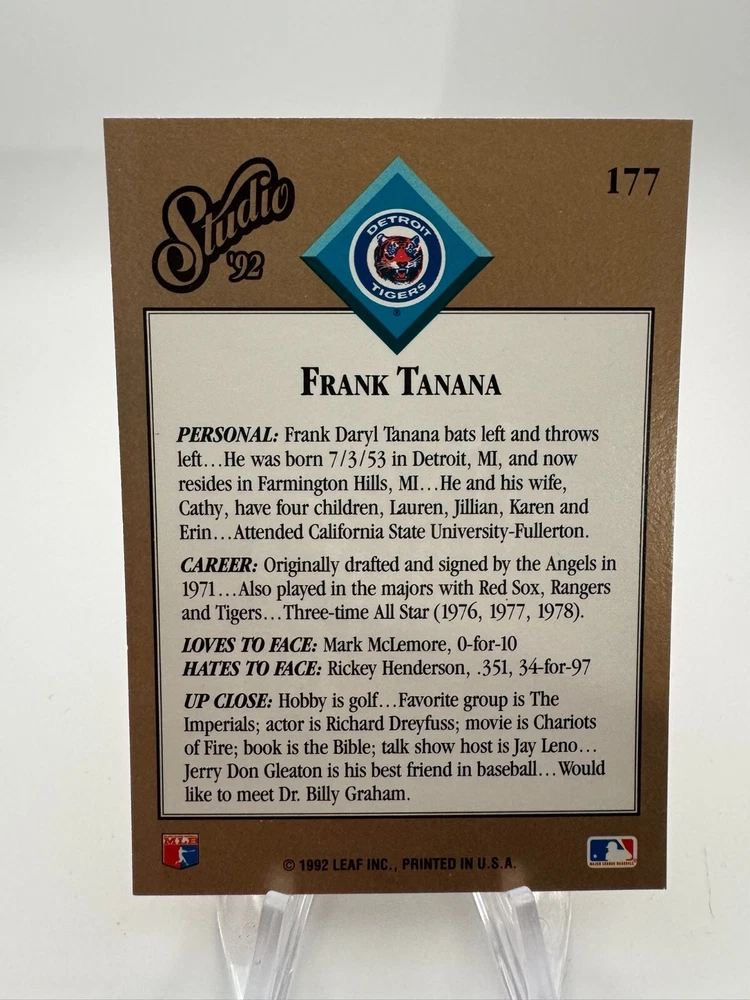 Studio
'92
177
DETROIT
TIGERS
®
FRANK TANANA
PERSONAL: Frank Daryl Tanana bats left and throws
left...He was born 7/3/53 in Detroit, MI, and now
resides in Farmington Hills, MI...He and his wife,
Cathy, have four children, Lauren, Jillian, Karen and
Erin...Attended California State University-Fullerton.
CAREER: Originally drafted and signed by the Angels in
1971...Also played in the majors with Red Sox, Rangers
and Tigers...Three-time All Star (1976, 1977, 1978).
LOVES TO FACE: Mark McLemore, 0-for-10
HATES TO FACE: Rickey Henderson, .351, 34-for-97
UP CLOSE: Hobby is golf...Favorite group is The
Imperials; actor is Richard Dreyfuss; movie is Chariots
of Fire; book is the Bible; talk show host is Jay Leno...
Jerry Don Gleaton is his best friend in baseball...Would
like to meet Dr. Billy Graham.
© 1992 LEAF INC., PRINTED IN U.S.A.
MAJOR LEAGUE BASEBALL